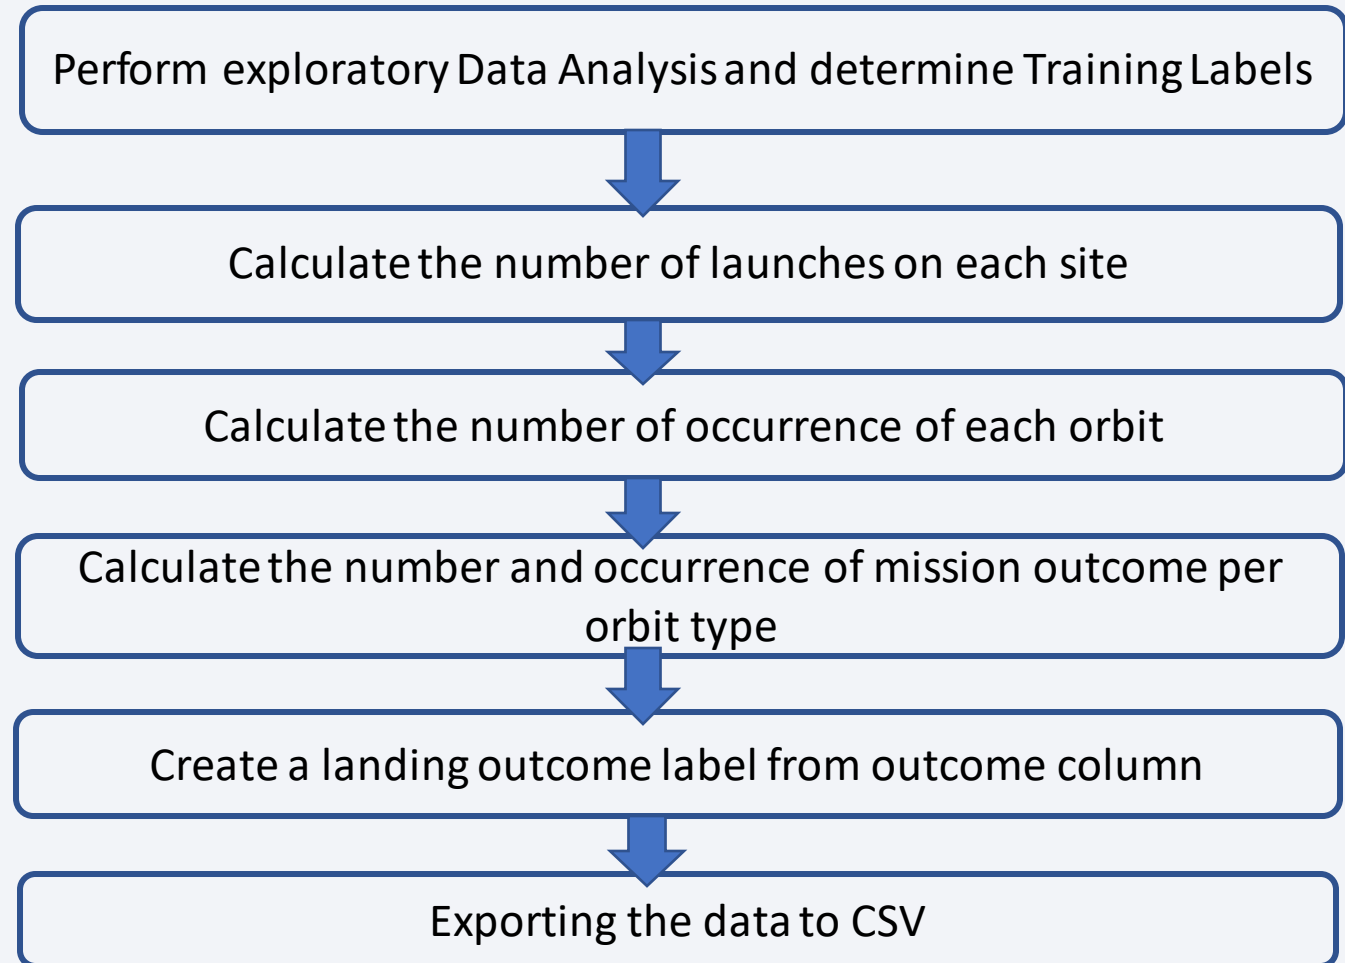 Perform exploratory Data Analysis and determine Training Labels
Calculate the number of launches on each site
Calculate the number of occurrence of each orbit
Calculate the number and occurrence of mission outcome per
orbit type
Create a landing outcome label from outcome column
Exporting the data to CSV